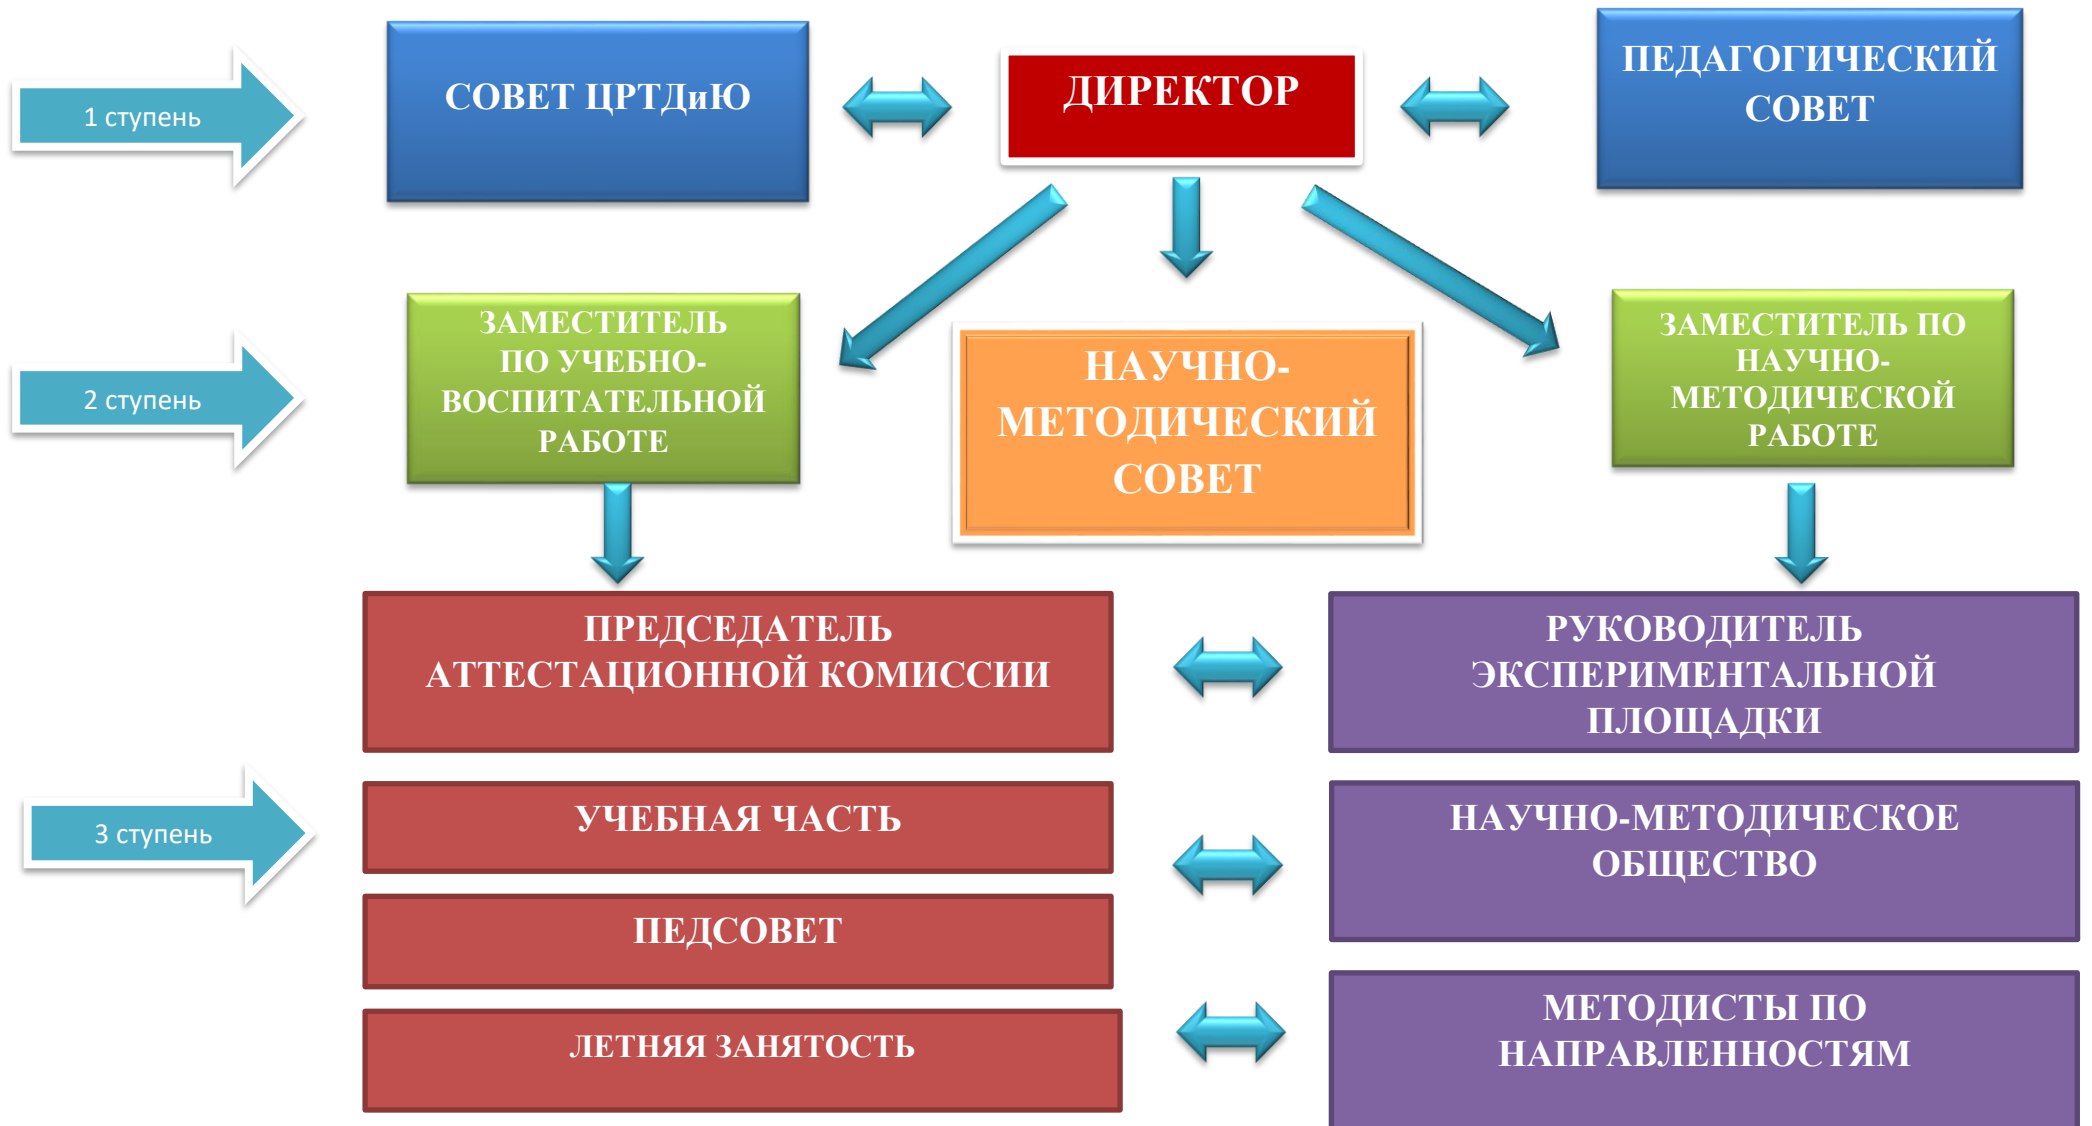 1 ступень
СОВЕТ ЦРТДиЮ
ДИРЕКТОР
ПЕДАГОГИЧЕСКИЙ
СОВЕТ
2 ступень
ЗАМЕСТИТЕЛЬ
ПО УЧЕБНО-
ВОСПИТАТЕЛЬНОЙ
РАБОТЕ
НАУЧНО-
МЕТОДИЧЕСКИЙ
СОВЕТ
ЗАМЕСТИТЕЛЬ ПО
НАУЧНО-
МЕТОДИЧЕСКОЙ
РАБОТЕ
3 ступень
ПРЕДСЕДАТЕЛЬ
АТТЕСТАЦИОННОЙ КОМИССИИ
РУКОВОДИТЕЛЬ
ЭКСПЕРИМЕНТАЛЬНОЙ
ПЛОЩАДКИ
УЧЕБНАЯ ЧАСТЬ
НАУЧНО-МЕТОДИЧЕСКОЕ
ОБЩЕСТВО
ПЕДСОВЕТ
ЛЕТНЯЯ ЗАНЯТОСТЬ
МЕТОДИСТЫ ПО
НАПРАВЛЕННОСТЯМ